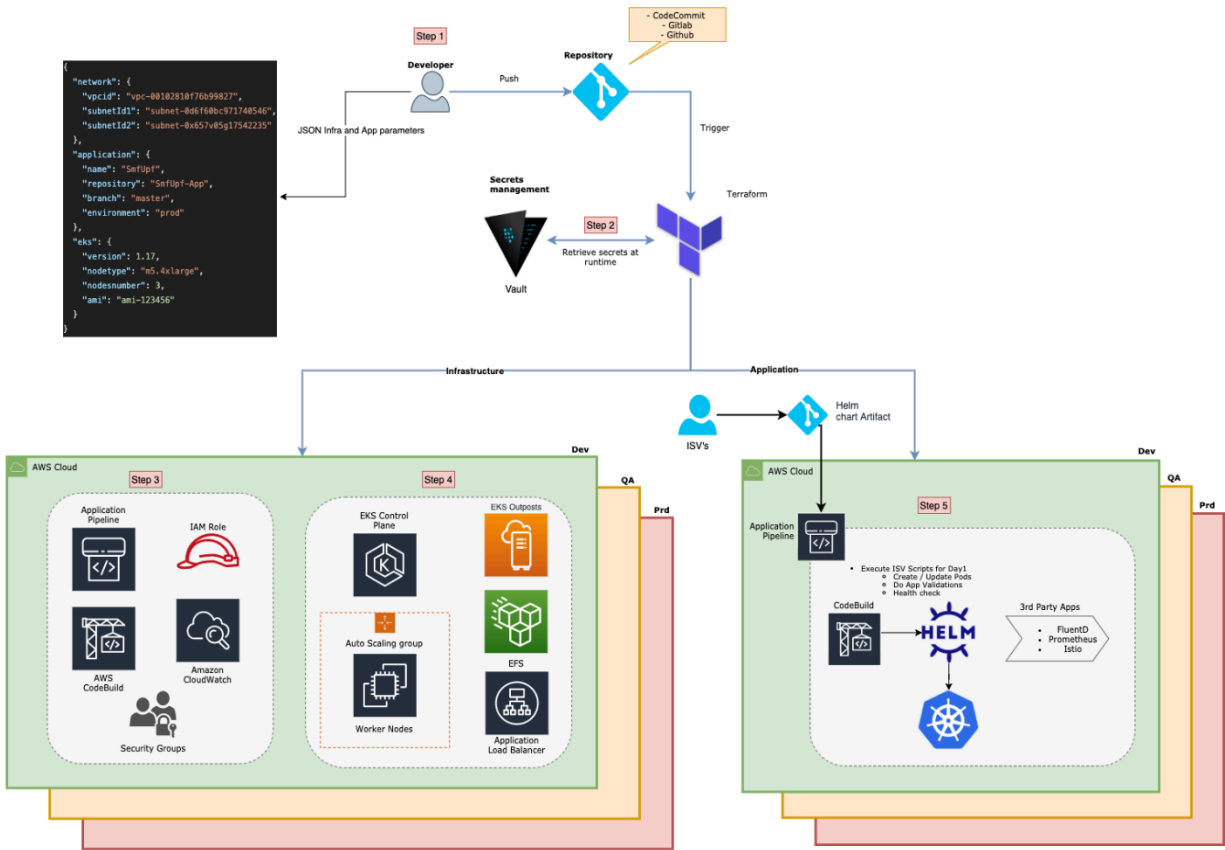 - CodeCommit
- Gitlab
- Github
Step 1
Repository
Developer
Push
{
"network": {
"vpcid": "vpc-00102810f76b99827",
"subnetId1": "subnet-0d6f60bc971740546",
"subnetId2": "subnet-0x657v05g17542235"
},
"application": {
"name": "SmfUpf",
"repository": "SmfUpf-App",
"branch": "master",
"environment": "prod"
},
"eks": {
"version": 1.17,
"nodetype": "m5.4xlarge",
"nodesnumber": 3,
"ami": "ami-123456"
}
}
JSON Infra and App parameters
Trigger
Secrets
management
Terraform
Step 2
Retrieve secrets at
runtime
Vault
Infrastructure
Application
Helm
chart Artifact
ISV's
Dev
AWS Cloud
QA
Prd
Step 3
Application
Pipeline
IAM Role
AWS
CodeBuild
Amazon
CloudWatch
Security Groups
Step 4
EKS Control
Plane
EKS Outposts
Auto Scaling group
EFS
Worker Nodes
Application
Load Balancer
Dev
AWS Cloud
QA
Prd
Step 5
Application
Pipeline
• Execute ISV Scripts for Day1
Create / Update Pods
Do App Validations
Health check
CodeBuild
HELM
3rd Party Apps
• FluentD
• Prometheus
• Istio